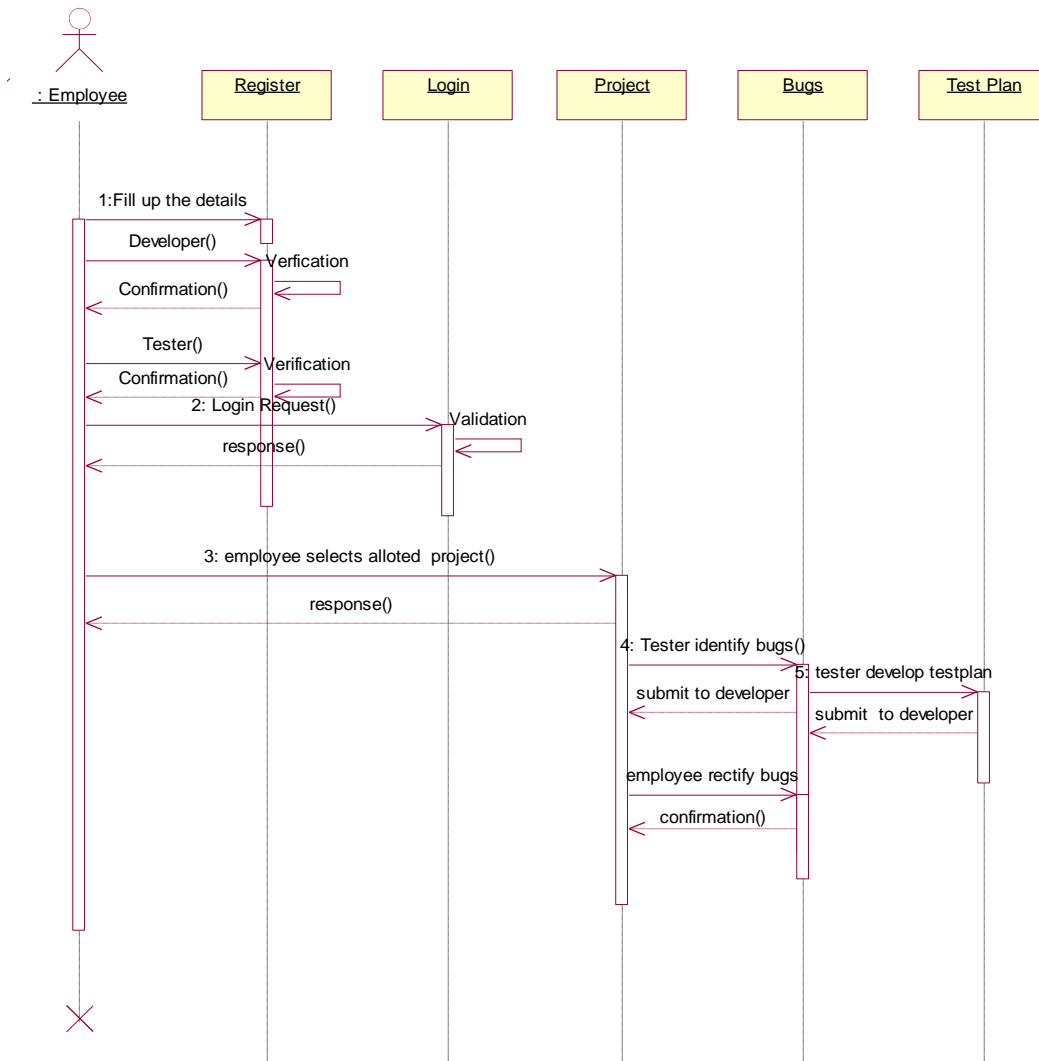 : Employee
Register
Login
Project
Bugs
Test Plan
1:Fill up the details
Developer()
Verfication
Confirmation()
Tester()
Verification
Confirmation()
2: Login Request()
Validation
response()
3: employee selects alloted  project()
response()
4: Tester identify bugs()
5: tester develop testplan
submit to developer
submit  to developer
employee rectify bugs
confirmation()